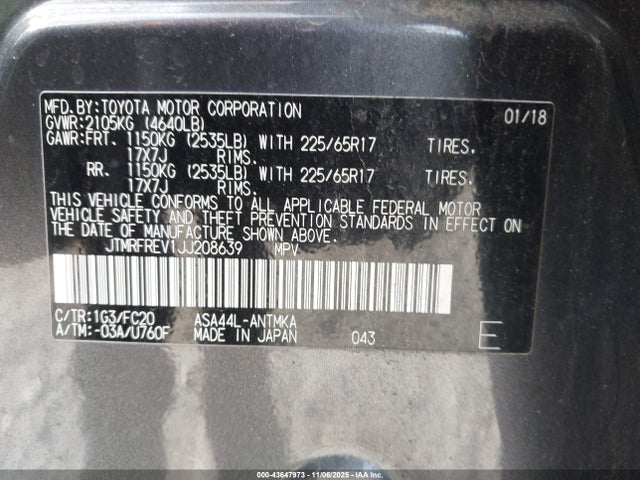 MFD.BY:TOYOTA MOTOR CORPORATION 01/18
GVWR:2105KG (4640LB)
GAWR:FRT. 1150KG (2535LB) WITH 225/65R17 TIRES.
17X7J RIMS.
RR. 1150KG (2535LB) WITH 225/65R17 TIRES.
17X7J RIMS.
THIS VEHICLE CONFORMS TO ALL APPLICABLE FEDERAL MOTOR
VEHICLE SAFETY AND THEFT PREVENTION STANDARDS IN EFFECT ON
THE DATE OF MANUFACTURE SHOWN ABOVE.
JTMRFREV1JJ208639 MPV
C/TR:1G3/FC20 ASA44L-ANTMKA
A/TM:-03A/U760F MADE IN JAPAN 043 E
000-43647973 - 11/06/2025 - IAA, Inc.